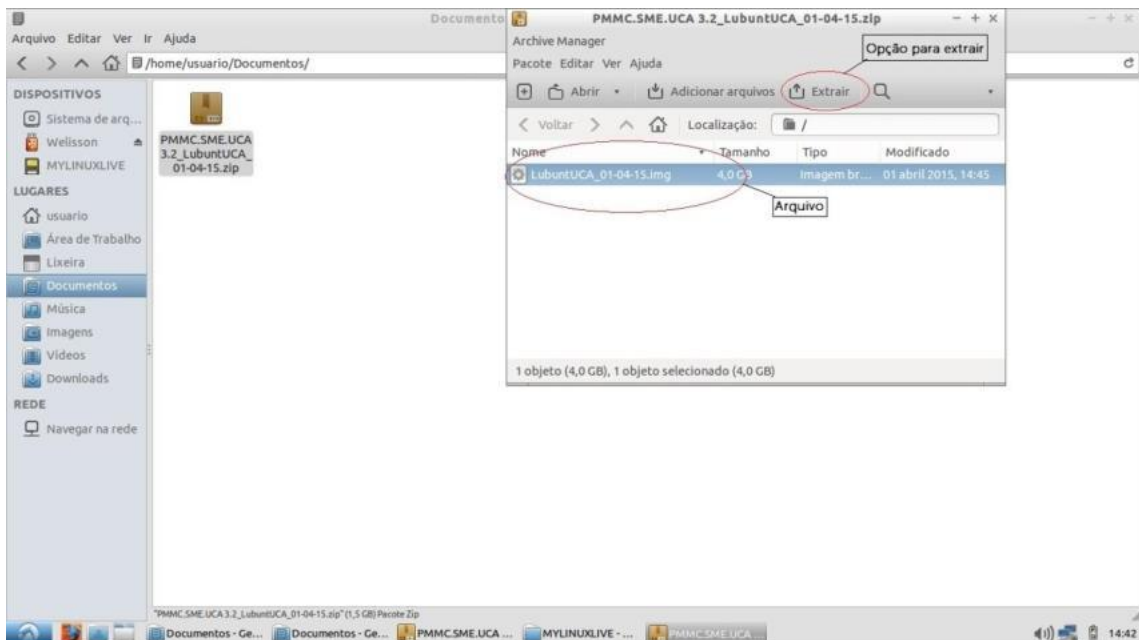 Documento
Arquivo Editar Ver Ir Ajuda
/home/usuario/Documentos/
DISPOSITIVOS
Sistema de arq...
Welisson
MYLINUXLIVE
LUGARES
usuario
Área de Trabalho
Lixeira
Documentos
Música
Imagens
Vídeos
Downloads
REDE
Navegar na rede
PMMC.SME.UCA
3.2_LubuntUCA_
01-04-15.zip
PMMC.SME.UCA 3.2_LubuntUCA_01-04-15.zip
Archive Manager
Opção para extrair
Pacote Editar Ver Ajuda
Abrir
Adicionar arquivos
Extrair
Voltar
Localização:
/
Nome
Tamanho
Tipo
Modificado
LubuntUCA_01-04-15.img
4,0 GB
Imagem br...
01 abril 2015, 14:45
Arquivo
1 objeto (4,0 GB), 1 objeto selecionado (4,0 GB)
"PMMC.SME.UCA 3.2_LubuntUCA_01-04-15.zip" (1,5 GB) Pacote Zip
Documentos - Ge...
Documentos - Ge...
PMMC.SME.UCA ...
MYLINUXLIVE - ...
PMMC.SME.UCA ...
14:42